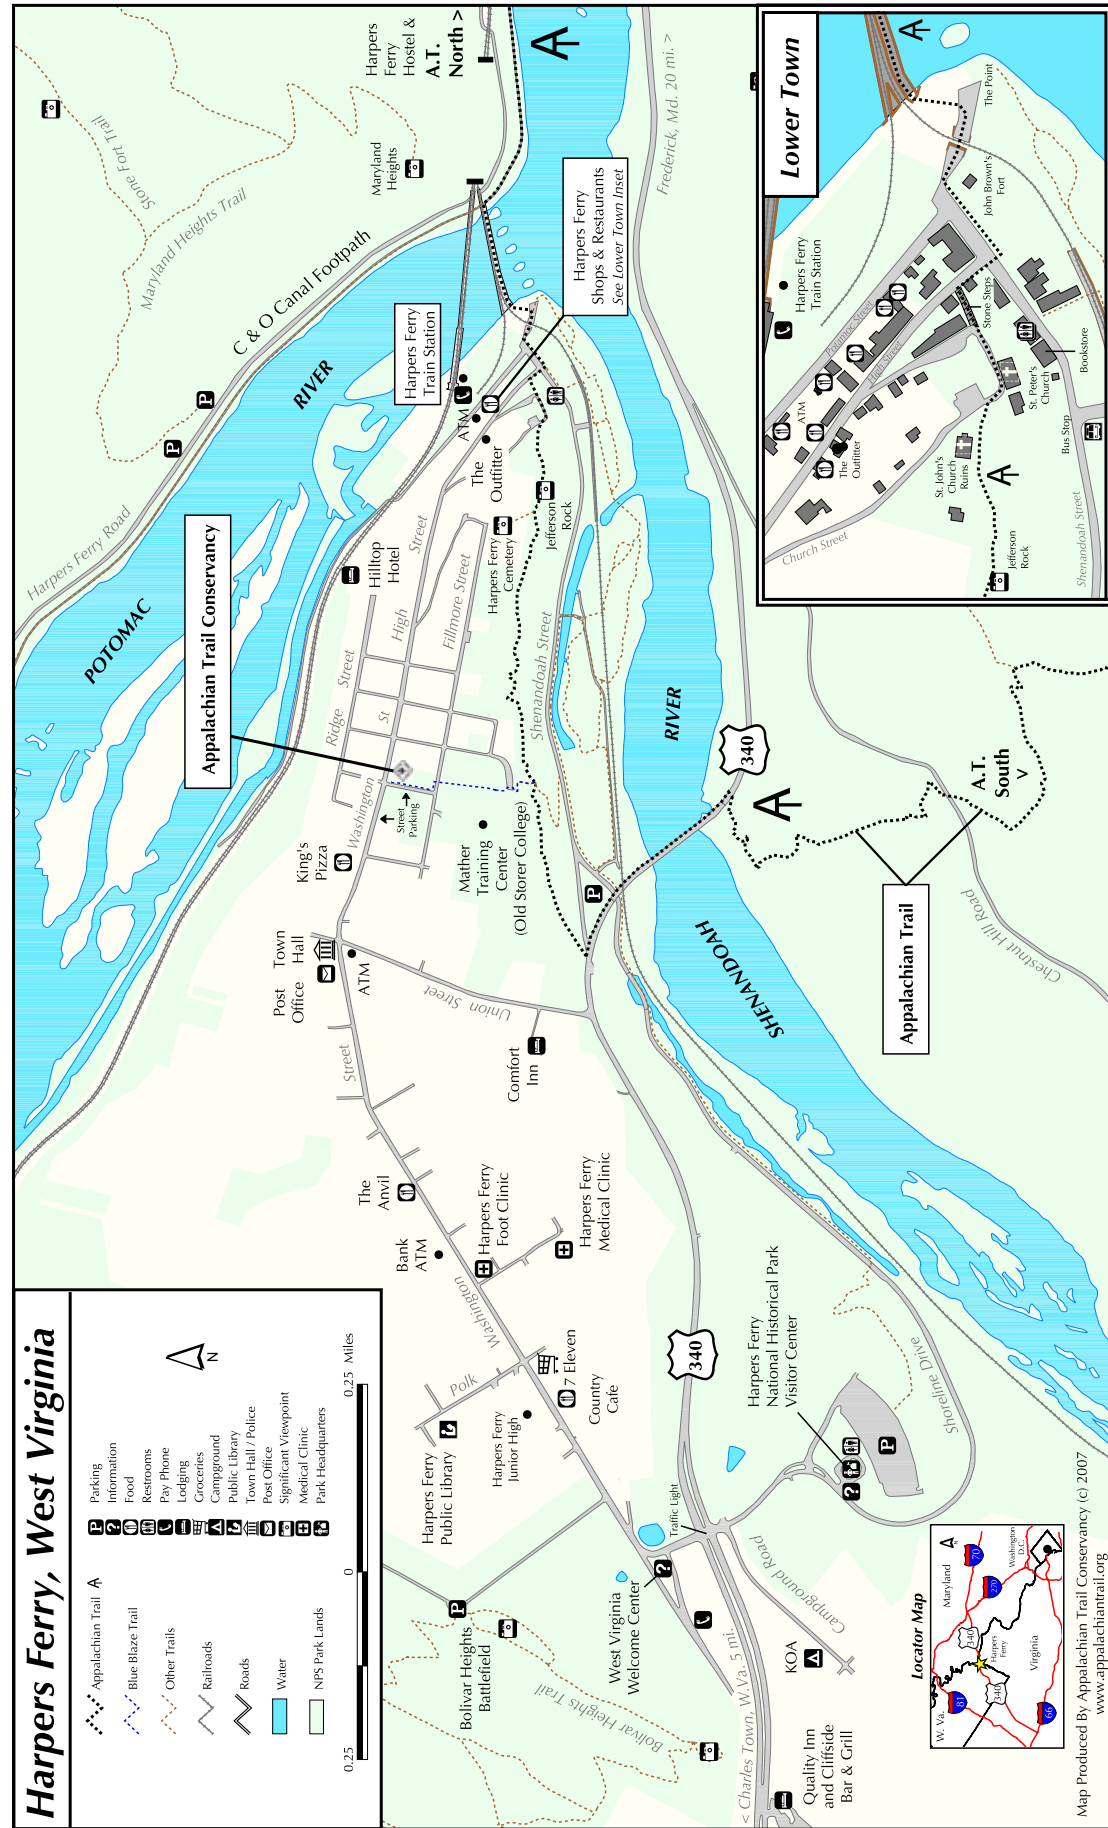 Harpers Ferry, West Virginia
Appalachian Trail
Blue Blaze Trail
Other Trails
Railroads
Roads
Water
NPS Park Lands
Parking
Information
Food
Restrooms
Pay Phone
Lodging
Groceries
Campground
Public Library
Town Hall / Police
Post Office
Significant Viewpoint
Medical Clinic
Park Headquarters
N
0.25
0
0.25 Miles
Harpers
Ferry
Hostel &
A.T.
North >
Frederick, Md. 20 mi. >
Stone Fort Trail
Maryland Heights Trail
Maryland
Heights
C & O Canal Footpath
Harpers Ferry Road
POTOMAC
RIVER
Harpers Ferry
Train Station
Harpers Ferry
Shops & Restaurants
See Lower Town Inset
ATM
The
Outfitter
Harpers Ferry
Cemetery
Jefferson
Rock
Hilltop
Hotel
Appalachian Trail Conservancy
Ridge Street
High Street
Fillmore Street
Shenandoah Street
Washington St
Street
Parking
King's
Pizza
Mather
Training
Center
(Old Storer College)
Town
Hall
Post
Office
ATM
Union Street
Comfort
Inn
SHENANDOAH
RIVER
340
A.T.
South
V
Appalachian Trail
Chestnut Hill Road
Washington Street
The
Anvil
Bank
ATM
Harpers Ferry
Foot Clinic
Harpers Ferry
Medical Clinic
Polk
7 Eleven
Country
Cafe
Harpers Ferry
Junior High
Harpers Ferry
Public Library
340
Harpers Ferry
National Historical Park
Visitor Center
Shoreline Drive
Traffic Light
Campground Road
KOA
West Virginia
Welcome Center
Bolivar Heights
Battlefield
Bolivar Heights Trail
< Charles Town, W.Va. 5 mi.
Quality Inn
and Cliffside
Bar & Grill
Lower Town
The Point
John Brown's
Fort
Harpers Ferry
Train Station
Potamoc Street
High Street
Stone Steps
ATM
The
Outfitter
St. Peter's
Church
Bookstore
St. John's
Church
Ruins
Bus Stop
Church Street
Jefferson
Rock
Shenandoah Street
Locator Map
W. Va.
Maryland
N
Washington
D.C.
Harpers
Ferry
Virginia
81
70
270
340
340
66
Map Produced By Appalachian Trail Conservancy (c) 2007
www.appalachiantrail.org